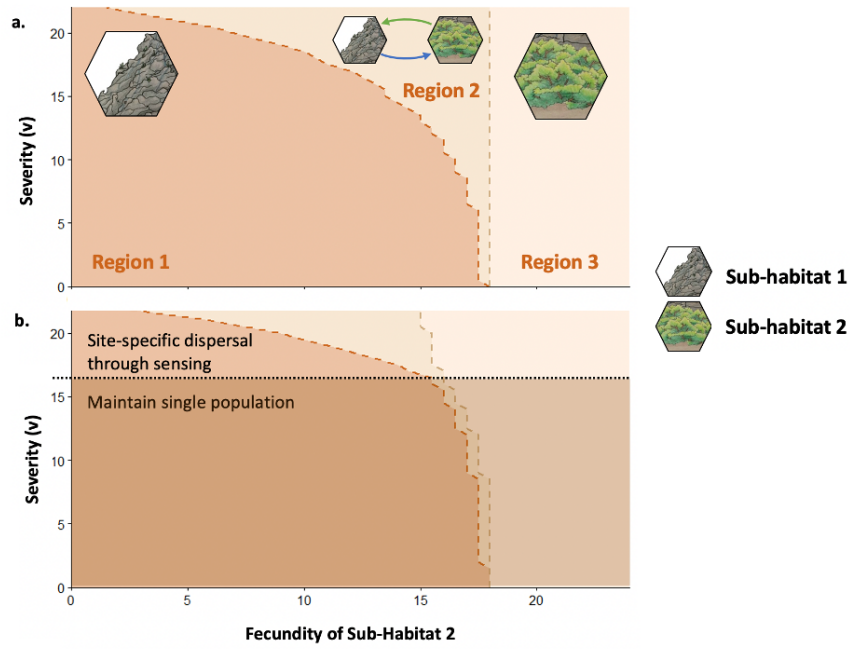 a.
20
15
10
5
0
Severity (v)
Region 1
Region 2
Region 3
Sub-habitat 1
Sub-habitat 2
b.
20
15
10
5
0
Severity (v)
Site-specific dispersal
through sensing
Maintain single population
0
5
10
15
20
Fecundity of Sub-Habitat 2